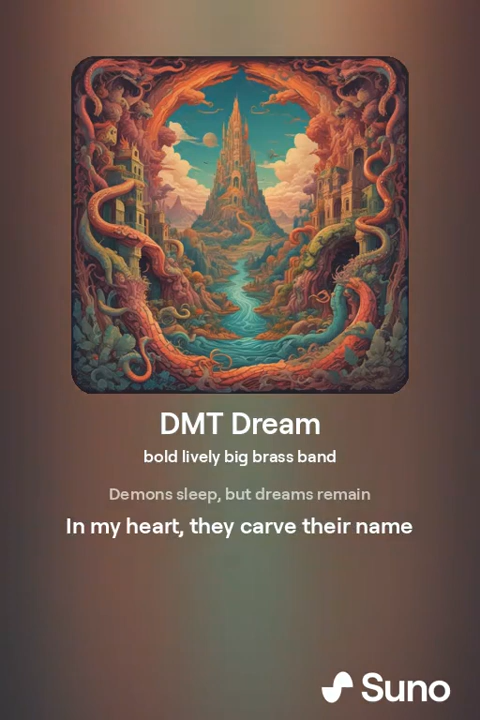 DMT Dream
bold lively big brass band
Demons sleep, but dreams remain
In my heart, they carve their name
Suno